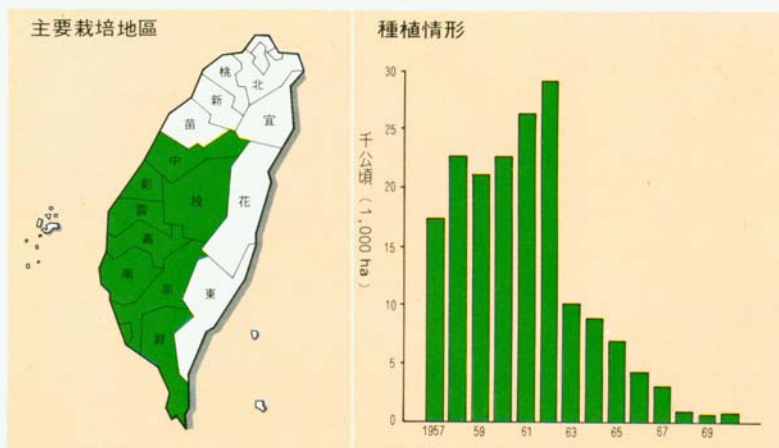 主要栽培地區
桃
北
新
苗
宜
中
彰
投
花
雲
嘉
南
高
東
屏
種植情形
千公頃 (1,000 ha)
30
25
20
15
10
5
0
1957
59
61
63
65
67
69